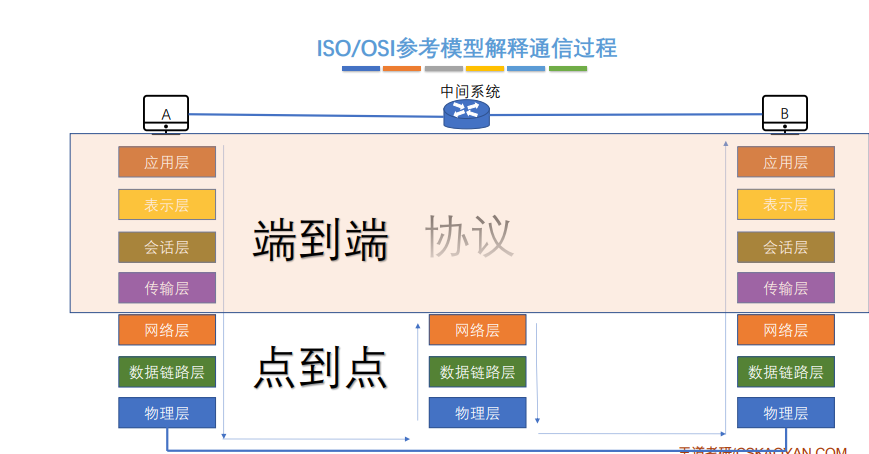 ISO/OSI参考模型解释通信过程
中间系统
A
B
应用层
应用层
表示层
表示层
端到端 协议
会话层
会话层
传输层
传输层
网络层
网络层
网络层
点到点
数据链路层
数据链路层
数据链路层
物理层
物理层
物理层
王道考研/CSKAOYAN.COM